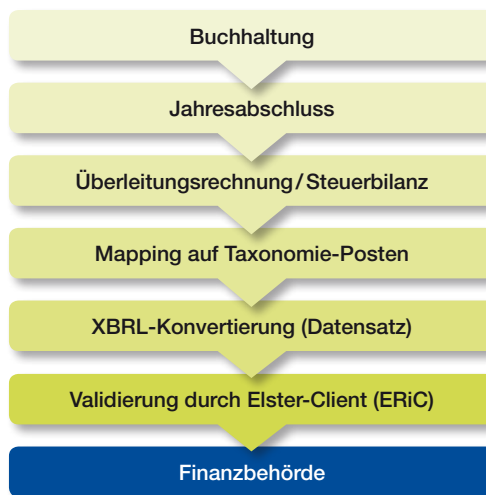 Buchhaltung
Jahresabschluss
Überleitungsrechnung/Steuerbilanz
Mapping auf Taxonomie-Posten
XBRL-Konvertierung (Datensatz)
Validierung durch Elster-Client (ERiC)
Finanzbehörde